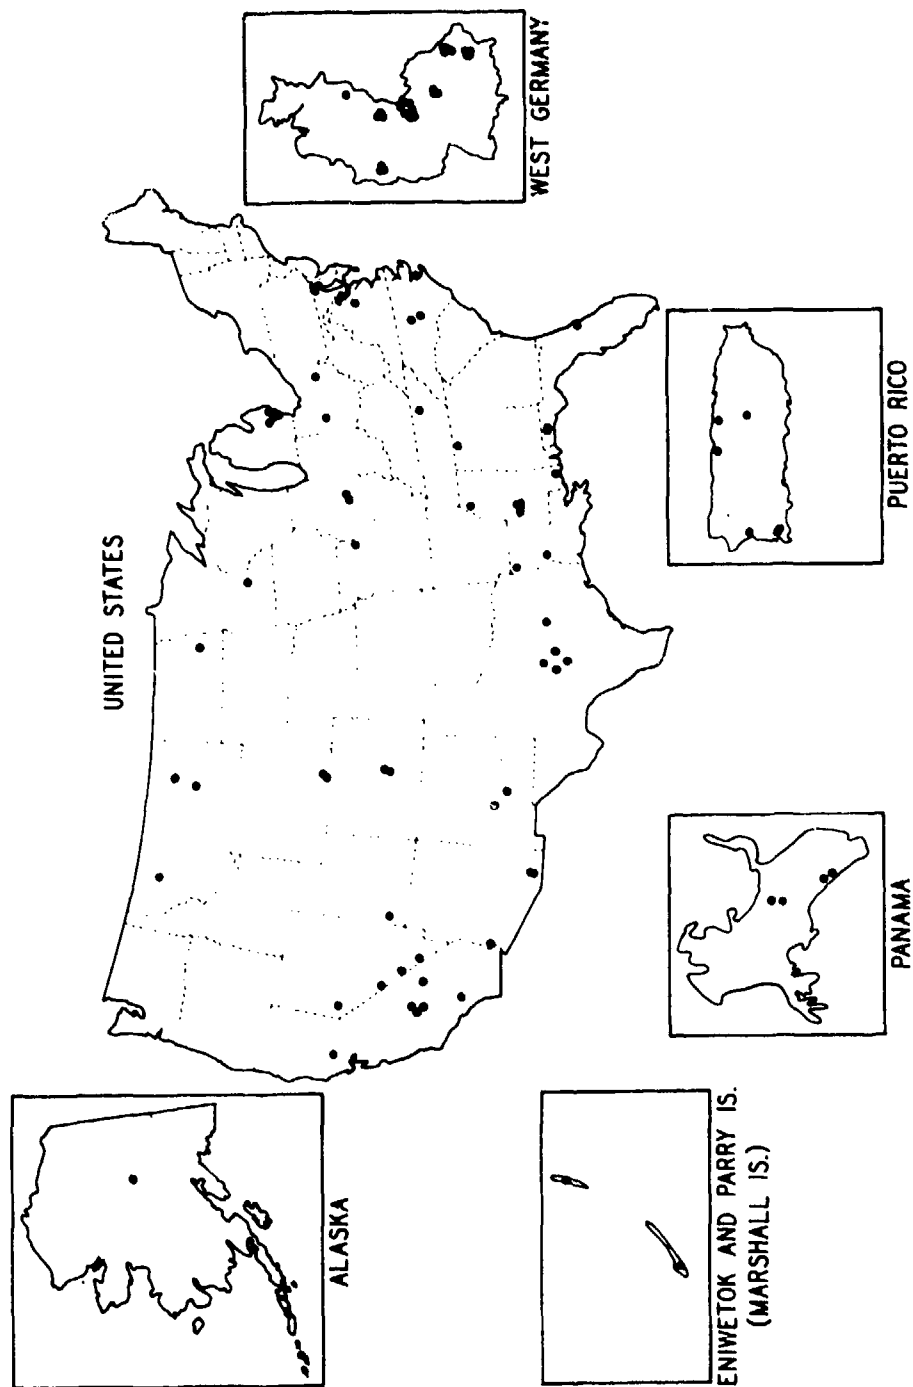 UNITED STATES
WEST GERMANY
ALASKA
ENIWETOK AND PARRY IS.
(MARSHALL IS.)
PANAMA
PUERTO RICO